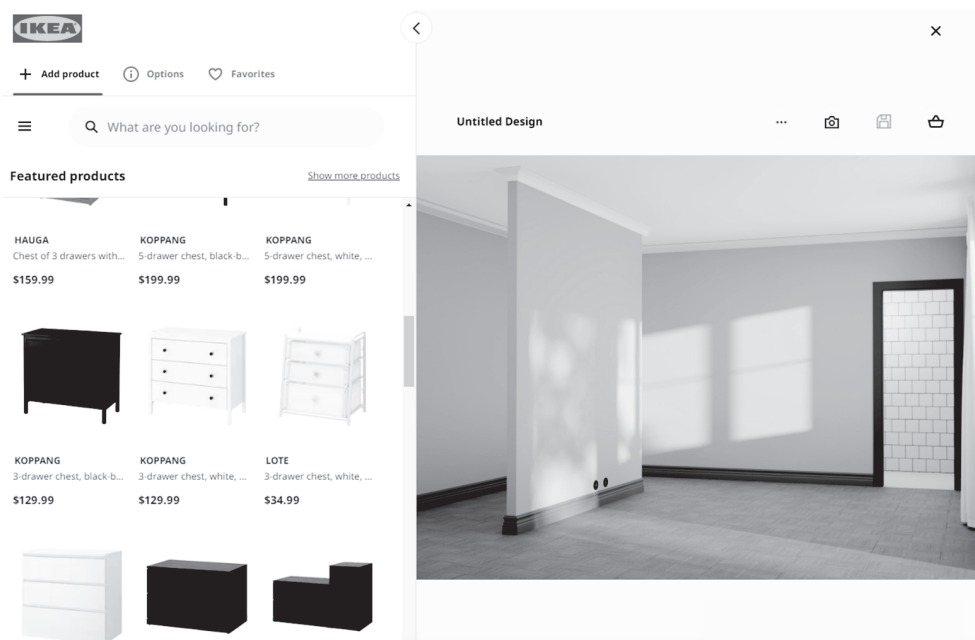 IKEA
Add product
Options
Favorites
What are you looking for?
Untitled Design
Featured products
Show more products
HAUGA
KOPPANG
KOPPANG
Chest of 3 drawers with...
5-drawer chest, black-b...
5-drawer chest, white, ...
$159.99
$199.99
$199.99
KOPPANG
KOPPANG
LOTE
3-drawer chest, black-b...
3-drawer chest, white, ...
3-drawer chest, white, ...
$129.99
$129.99
$34.99